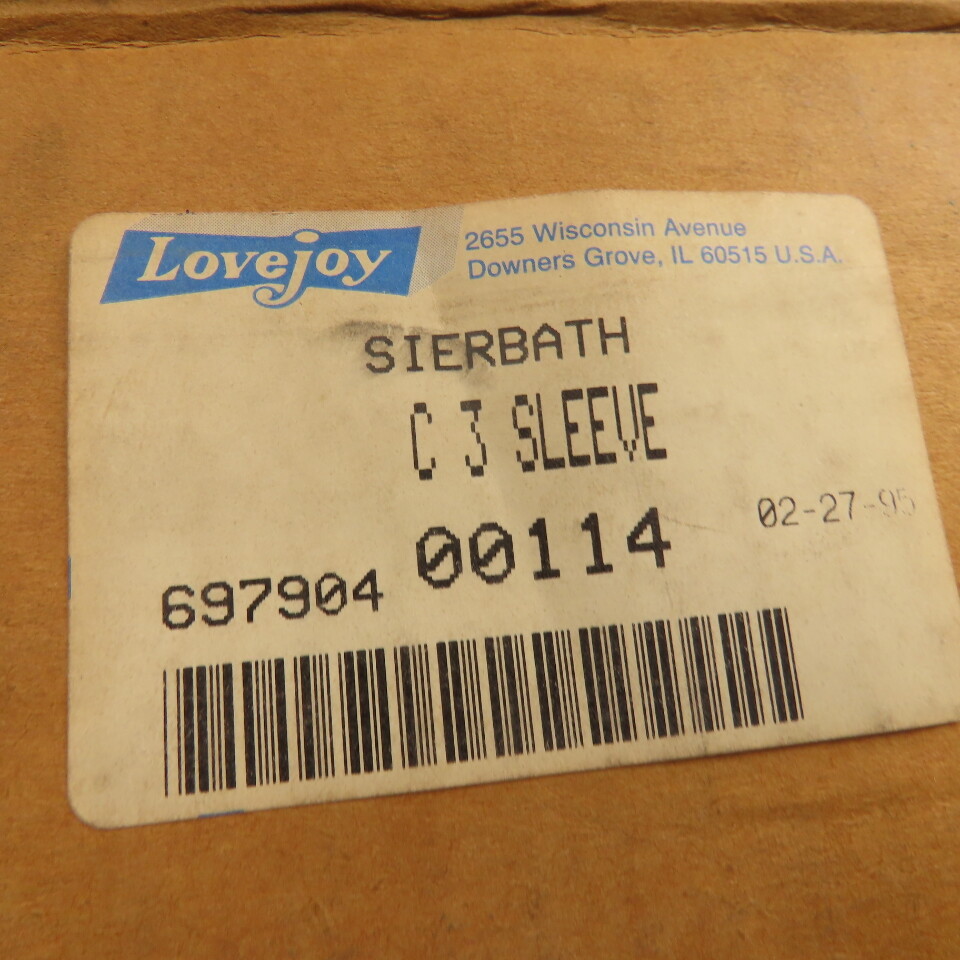 Lovejoy
2655 Wisconsin Avenue
Downers Grove, IL 60515 U.S.A.
SIERBATH
C 3 SLEEVE
02-27-95
697904 00114